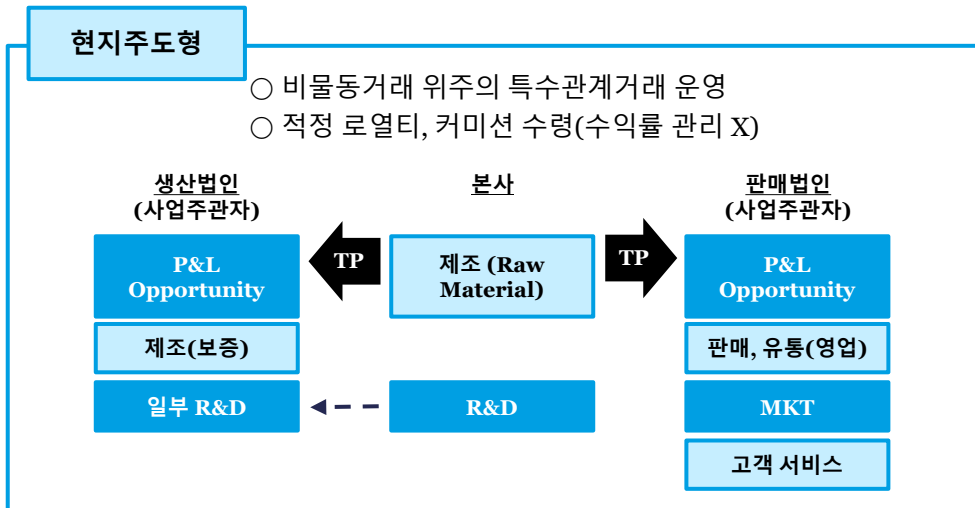 현지주도형
○ 비물동거래 위주의 특수관계거래 운영
○ 적정 로열티, 커미션 수령(수익률 관리 X)
생산법인
(사업주관자)
본사
판매법인
(사업주관자)
P&L
Opportunity
TP
제조 (Raw
Material)
TP
P&L
Opportunity
제조(보증)
판매, 유통(영업)
일부 R&D
R&D
MKT
고객 서비스